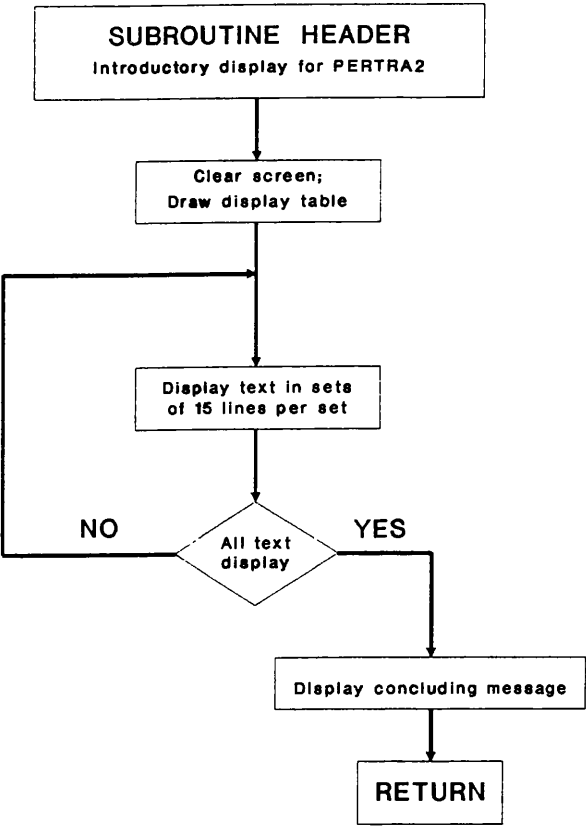 SUBROUTINE HEADER
Introductory display for PERTRA2
Clear screen;
Draw display table
Display text in sets
of 15 lines per set
NO
YES
All text
display
Display concluding message
RETURN